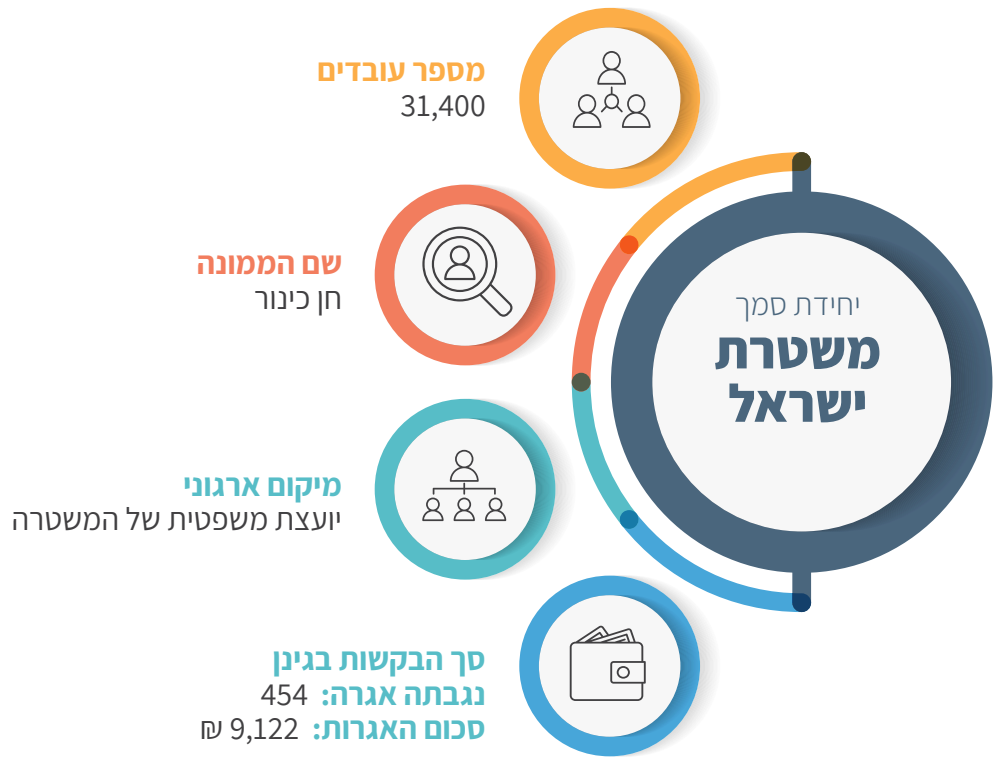 יחידת סמך
משטרת
ישראל
מספר עובדים
31,400
שם הממונה
חן כינור
מיקום ארגוני
יועצת משפטית של המשטרה
סך הבקשות בגינן
נגבתה אגרה: 454
סכום האגרות: 9,122 ₪